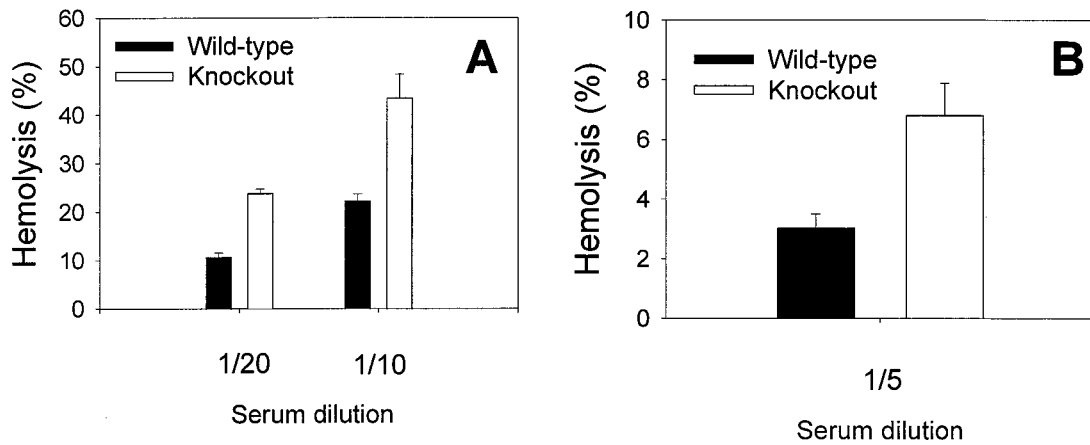 A
Wild-type
Knockout
Hemolysis (%)
60
50
40
30
20
10
0
1/20 1/10
Serum dilution
B
Wild-type
Knockout
Hemolysis (%)
10
8
6
4
2
0
1/5
Serum dilution